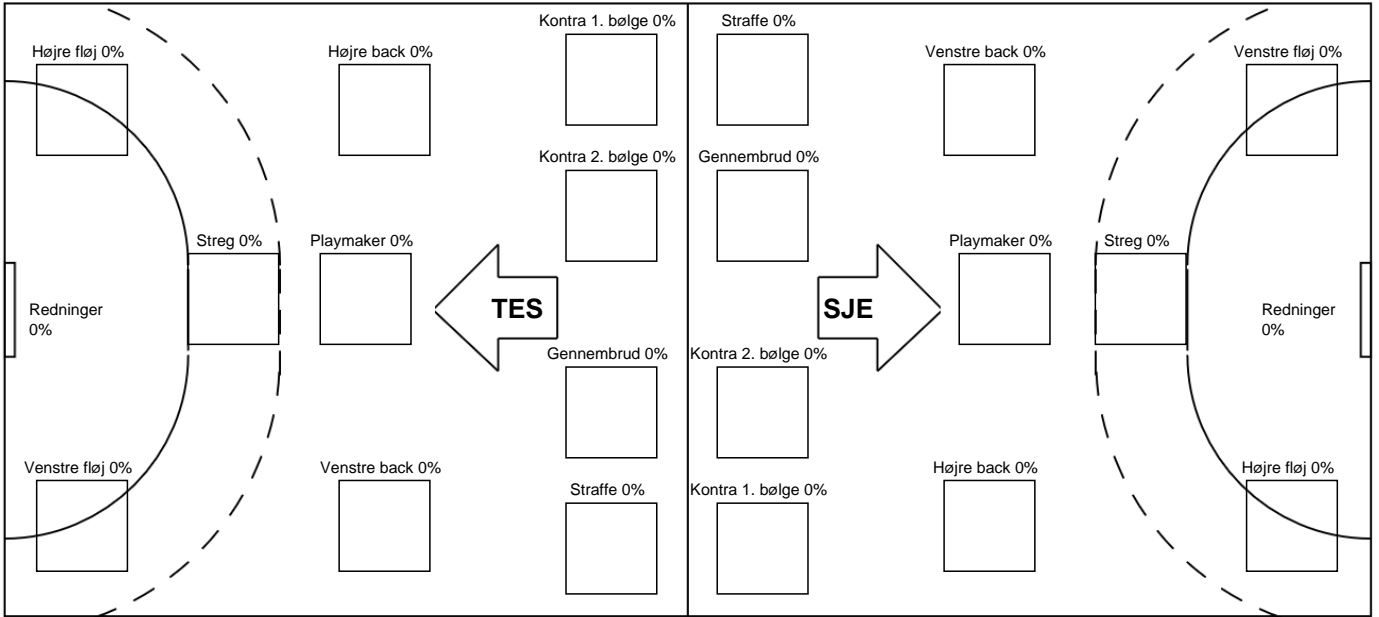 Kontra 1. bølge 0%
Straffe 0%
Højre fløj 0%
Højre back 0%
Venstre back 0%
Venstre fløj 0%
Kontra 2. bølge 0%
Gennembrud 0%
Streg 0%
Playmaker 0%
Playmaker 0%
Streg 0%
Redninger
0%
TES
SJE
Redninger
0%
Gennembrud 0%
Kontra 2. bølge 0%
Venstre fløj 0%
Venstre back 0%
Højre back 0%
Højre fløj 0%
Straffe 0%
Kontra 1. bølge 0%